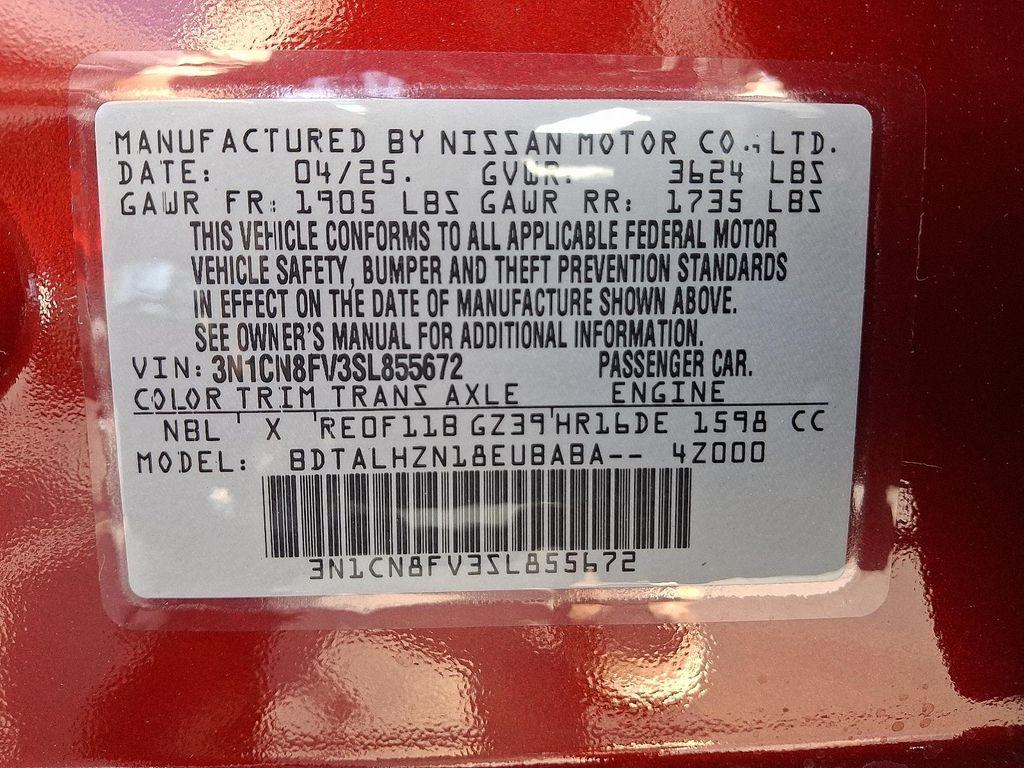 MANUFACTURED BY NISSAN MOTOR CO., LTD.
DATE: 04/25. GVWR: 3624 LBS
GAWR FR: 1905 LBS GAWR RR: 1735 LBS
THIS VEHICLE CONFORMS TO ALL APPLICABLE FEDERAL MOTOR
VEHICLE SAFETY, BUMPER AND THEFT PREVENTION STANDARDS
IN EFFECT ON THE DATE OF MANUFACTURE SHOWN ABOVE.
SEE OWNER'S MANUAL FOR ADDITIONAL INFORMATION.
VIN: 3N1CN8FV3SL855672 PASSENGER CAR.
COLOR TRIM TRANS AXLE ENGINE
NBL X RE0F11B GZ39 HR16DE 1598 CC
MODEL: BDTALHZN18EUBABA-- 4Z000
3N1CN8FV3SL855672